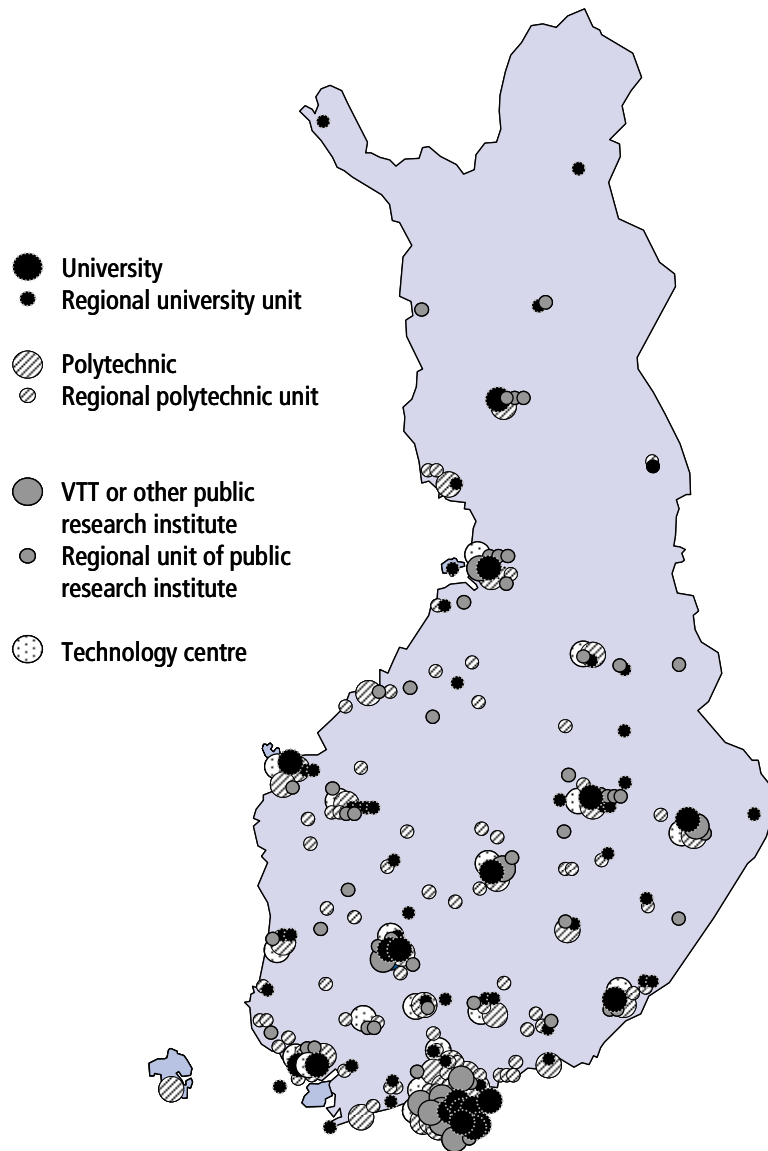 University
Regional university unit
Polytechnic
Regional polytechnic unit
VTT or other public
research institute
Regional unit of public
research institute
Technology centre